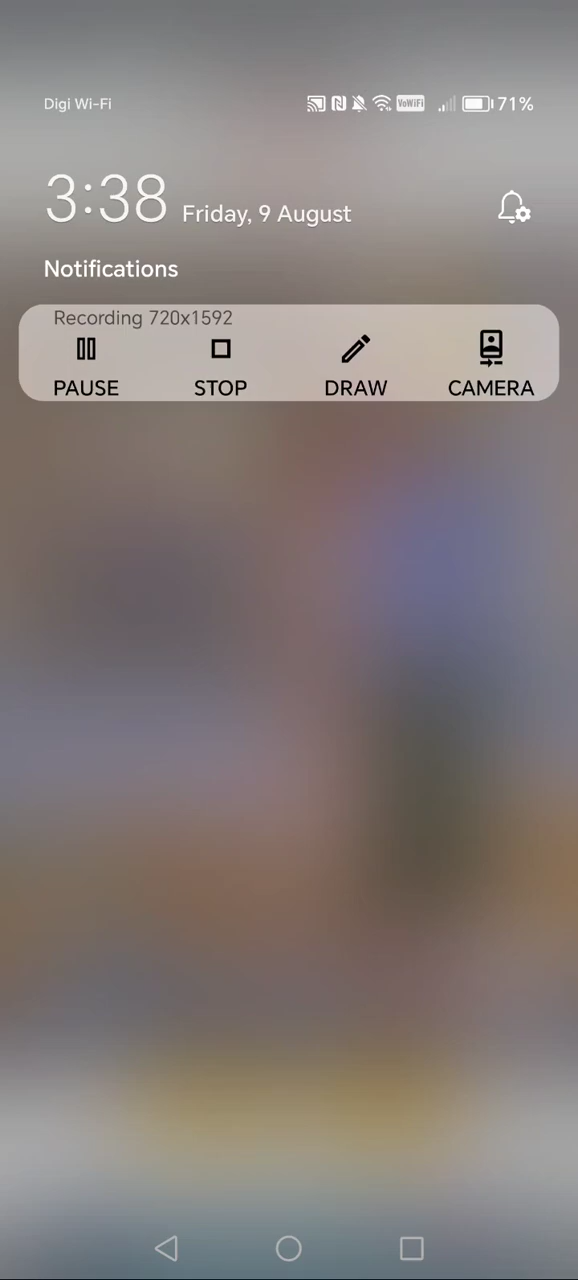 Digi Wi-Fi VoWiFi 71%
3:38 Friday, 9 August
Notifications
Recording 720x1592
PAUSE STOP DRAW CAMERA